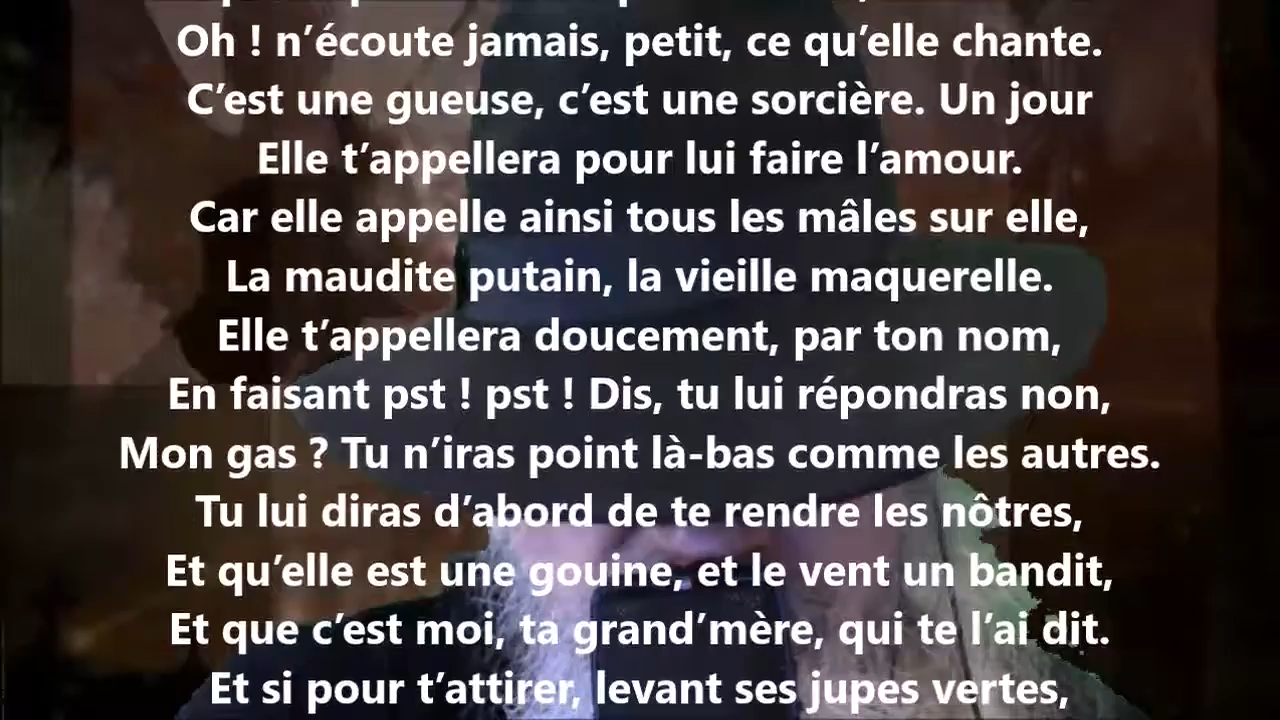 Oh ! n’écoute jamais, petit, ce qu’elle chante.
C’est une gueuse, c’est une sorcière. Un jour
Elle t’appellera pour lui faire l’amour.
Car elle appelle ainsi tous les mâles sur elle,
La maudite putain, la vieille maquerelle.
Elle t’appellera doucement, par ton nom,
En faisant pst ! pst ! Dis, tu lui répondras non,
Mon gas ? Tu n’iras point là-bas comme les autres.
Tu lui diras d’abord de te rendre les nôtres,
Et qu’elle est une gouine, et le vent un bandit,
Et que c’est moi, ta grand’mère, qui te l’ai dit.
Et si pour t’attirer, levant ses jupes vertes,